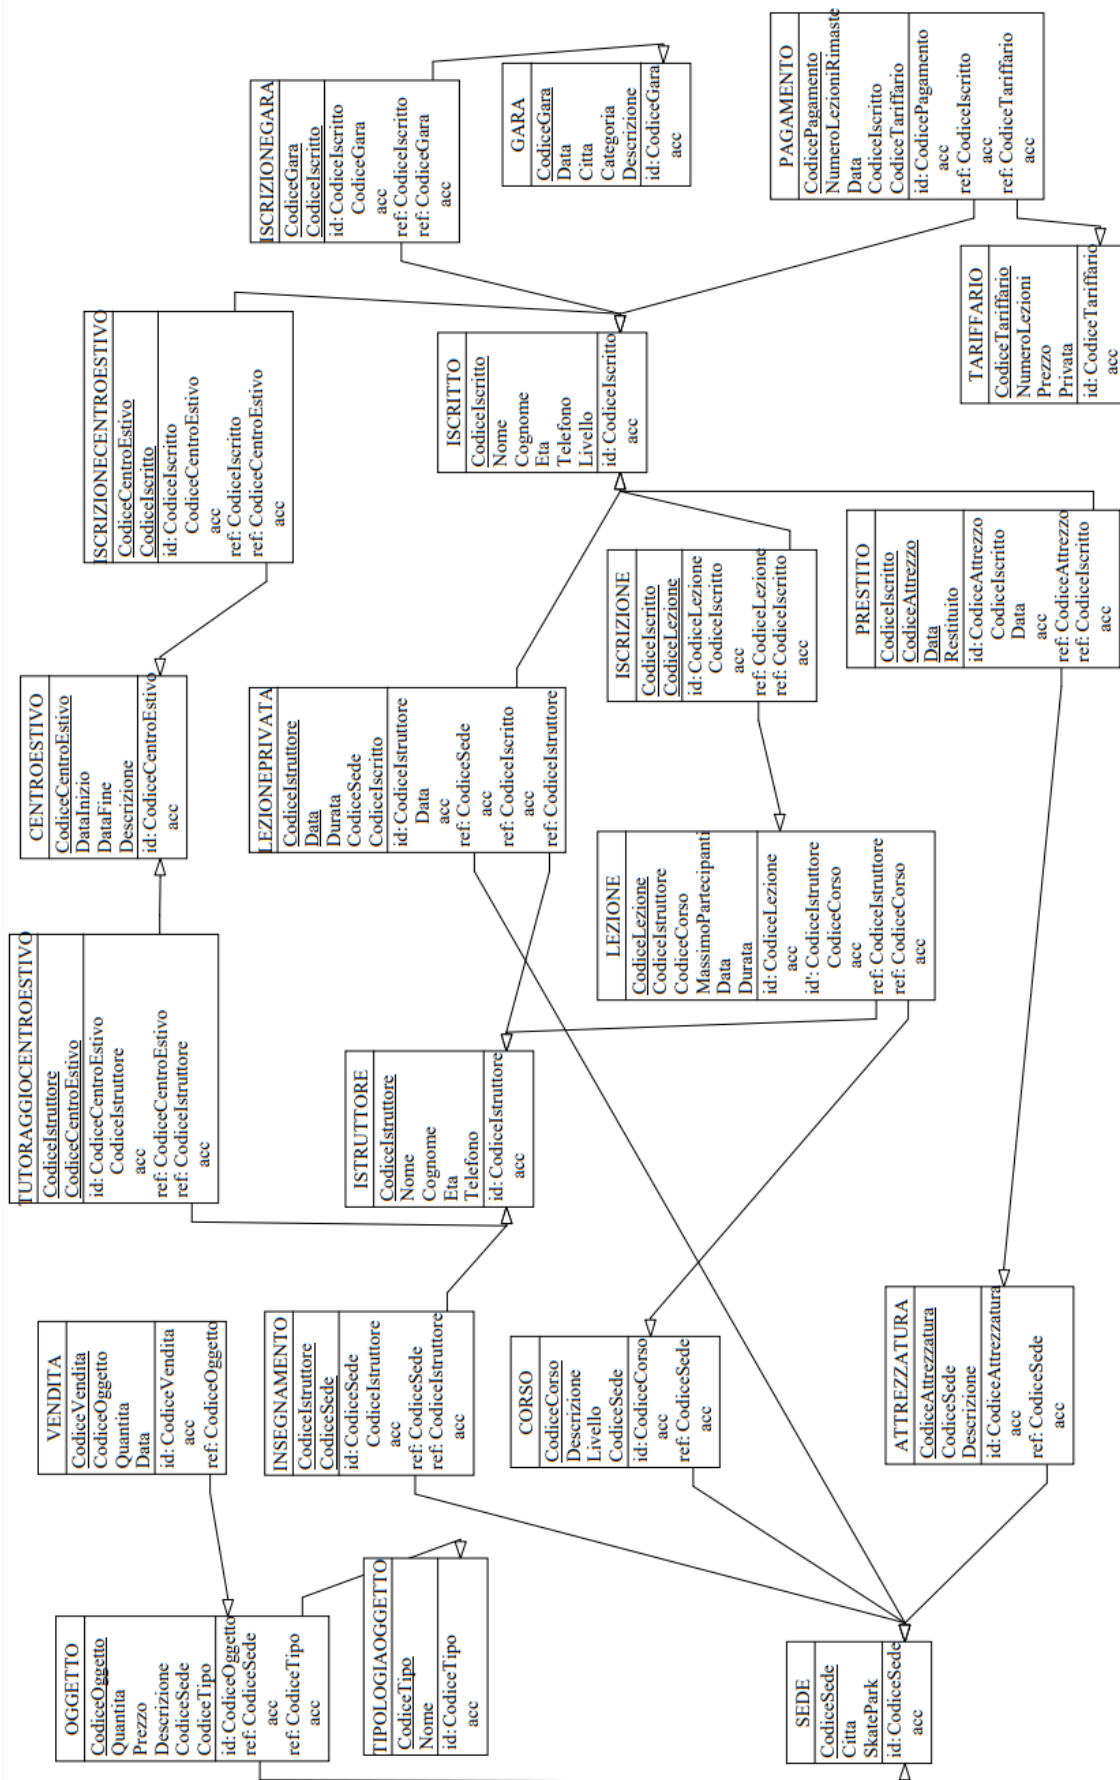 TUTORAGGIOCENTROESTIVO
CodiceIstruttore
CodiceCentroEstivo
id: CodiceCentroEstivo
CodiceIstruttore
acc
ref: CodiceCentroEstivo
ref: CodiceIstruttore
acc
CENTROESTIVO
CodiceCentroEstivo
DataInizio
DataFine
Descrizione
id: CodiceCentroEstivo
acc
ISCRIZIONECENTROESTIVO
CodiceCentroEstivo
CodiceIscritto
id: CodiceIscritto
CodiceCentroEstivo
acc
ref: CodiceIscritto
ref: CodiceCentroEstivo
acc
ISCRIZIONEGARA
CodiceGara
CodiceIscritto
id: CodiceIscritto
CodiceGara
acc
ref: CodiceIscritto
ref: CodiceGara
acc
GARA
CodiceGara
Data
Citta
Categoria
Descrizione
id: CodiceGara
acc
PAGAMENTO
CodicePagamento
NumeroLezioniRimaste
Data
CodiceIscritto
CodiceTariffario
id: CodicePagamento
acc
ref: CodiceIscritto
acc
ref: CodiceTariffario
acc
TARIFFARIO
CodiceTariffario
NumeroLezioni
Prezzo
Privata
id: CodiceTariffario
acc
ISCRITTO
CodiceIscritto
Nome
Cognome
Eta
Telefono
Livello
id: CodiceIscritto
acc
LEZIONEPRIVATA
CodiceIstruttore
Data
Durata
CodiceSede
CodiceIscritto
id: CodiceIstruttore
Data
acc
ref: CodiceSede
acc
ref: CodiceIscritto
acc
ref: CodiceIstruttore
ISCRIZIONE
CodiceIscritto
CodiceLezione
id: CodiceLezione
CodiceIscritto
acc
ref: CodiceLezione
ref: CodiceIscritto
acc
PRESTITO
CodiceIscritto
CodiceAttrezzo
Data
Restituito
id: CodiceAttrezzo
CodiceIscritto
Data
acc
ref: CodiceAttrezzo
ref: CodiceIscritto
acc
LEZIONE
CodiceLezione
CodiceIstruttore
CodiceCorso
MassimoPartecipanti
Data
Durata
id: CodiceLezione
acc
id': CodiceIstruttore
CodiceCorso
acc
ref: CodiceIstruttore
ref: CodiceCorso
acc
ISTRUTTORE
CodiceIstruttore
Nome
Cognome
Eta
Telefono
id: CodiceIstruttore
acc
VENDITA
CodiceVendita
CodiceOggetto
Quantita
Data
id: CodiceVendita
acc
ref: CodiceOggetto
INSEGNAMENTO
CodiceIstruttore
CodiceSede
id: CodiceSede
CodiceIstruttore
acc
ref: CodiceSede
ref: CodiceIstruttore
acc
CORSO
CodiceCorso
Descrizione
Livello
CodiceSede
id: CodiceCorso
acc
ref: CodiceSede
acc
ATTREZZATURA
CodiceAttrezzatura
CodiceSede
Descrizione
id: CodiceAttrezzatura
acc
ref: CodiceSede
acc
OGGETTO
CodiceOggetto
Quantita
Prezzo
Descrizione
CodiceSede
CodiceTipo
id: CodiceOggetto
ref: CodiceSede
acc
ref: CodiceTipo
acc
TIPOLOGIAOGGETTO
CodiceTipo
Nome
id: CodiceTipo
acc
SEDE
CodiceSede
Citta
SkatePark
id: CodiceSede
acc